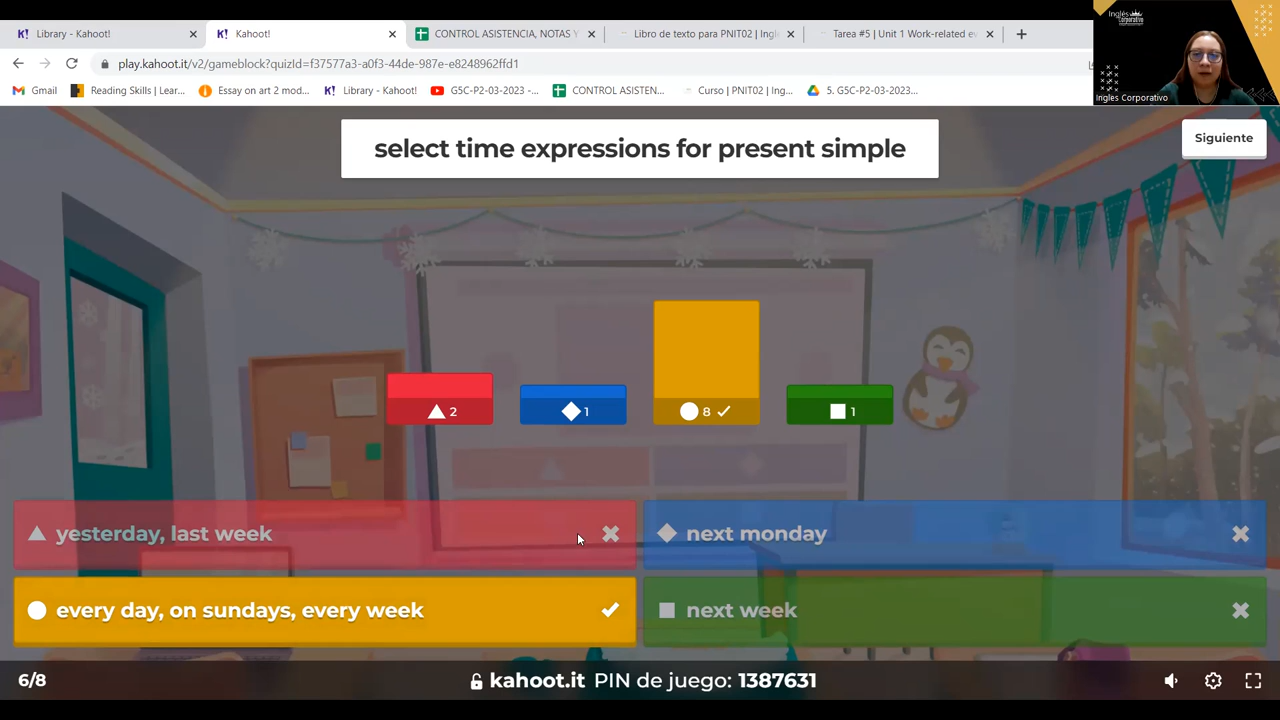 Library - Kahoot!
Kahoot!
CONTROL ASISTENCIA, NOTAS Y
Libro de texto para PNIT02 | Ingl
Tarea #5 | Unit 1 Work-related e
play.kahoot.it/v2/gameblock?quizId=f37577a3-a0f3-44de-987e-e8248962ffd1
Gmail
Reading Skills | Lear...
Essay on art 2 mod...
Library - Kahoot!
G5C-P2-03-2023 -...
CONTROL ASISTEN...
Curso | PNIT02 | Ing...
5. G5C-P2-03-2023...
Inglés
Corporativo
Ingles Corporativo
select time expressions for present simple
Siguiente
2
1
8
1
yesterday, last week
next monday
every day, on sundays, every week
next week
6/8
kahoot.it PIN de juego: 1387631